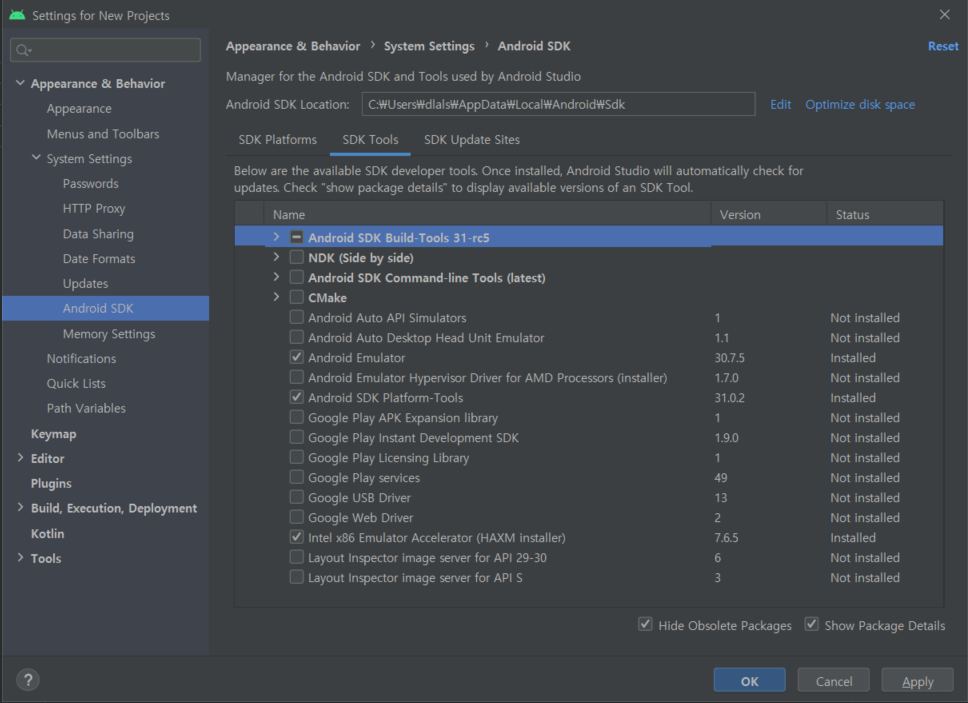 Settings for New Projects
Appearance & Behavior
Appearance
Menus and Toolbars
System Settings
Passwords
HTTP Proxy
Data Sharing
Date Formats
Updates
Android SDK
Memory Settings
Notifications
Quick Lists
Path Variables
Keymap
Editor
Plugins
Build, Execution, Deployment
Kotlin
Tools
Appearance & Behavior › System Settings › Android SDK
Reset
Manager for the Android SDK and Tools used by Android Studio
Android SDK Location: C:₩Users₩dlals₩AppData₩Local₩Android₩Sdk Edit Optimize disk space
SDK Platforms SDK Tools SDK Update Sites
Below are the available SDK developer tools. Once installed, Android Studio will automatically check for
updates. Check "show package details" to display available versions of an SDK Tool.
Name Version Status
Android SDK Build-Tools 31-rc5
NDK (Side by side)
Android SDK Command-line Tools (latest)
CMake
Android Auto API Simulators 1 Not installed
Android Auto Desktop Head Unit Emulator 1.1 Not installed
Android Emulator 30.7.5 Installed
Android Emulator Hypervisor Driver for AMD Processors (installer) 1.7.0 Not installed
Android SDK Platform-Tools 31.0.2 Installed
Google Play APK Expansion library 1 Not installed
Google Play Instant Development SDK 1.9.0 Not installed
Google Play Licensing Library 1 Not installed
Google Play services 49 Not installed
Google USB Driver 13 Not installed
Google Web Driver 2 Not installed
Intel x86 Emulator Accelerator (HAXM installer) 7.6.5 Installed
Layout Inspector image server for API 29-30 6 Not installed
Layout Inspector image server for API S 3 Not installed
Hide Obsolete Packages Show Package Details
? OK Cancel Apply